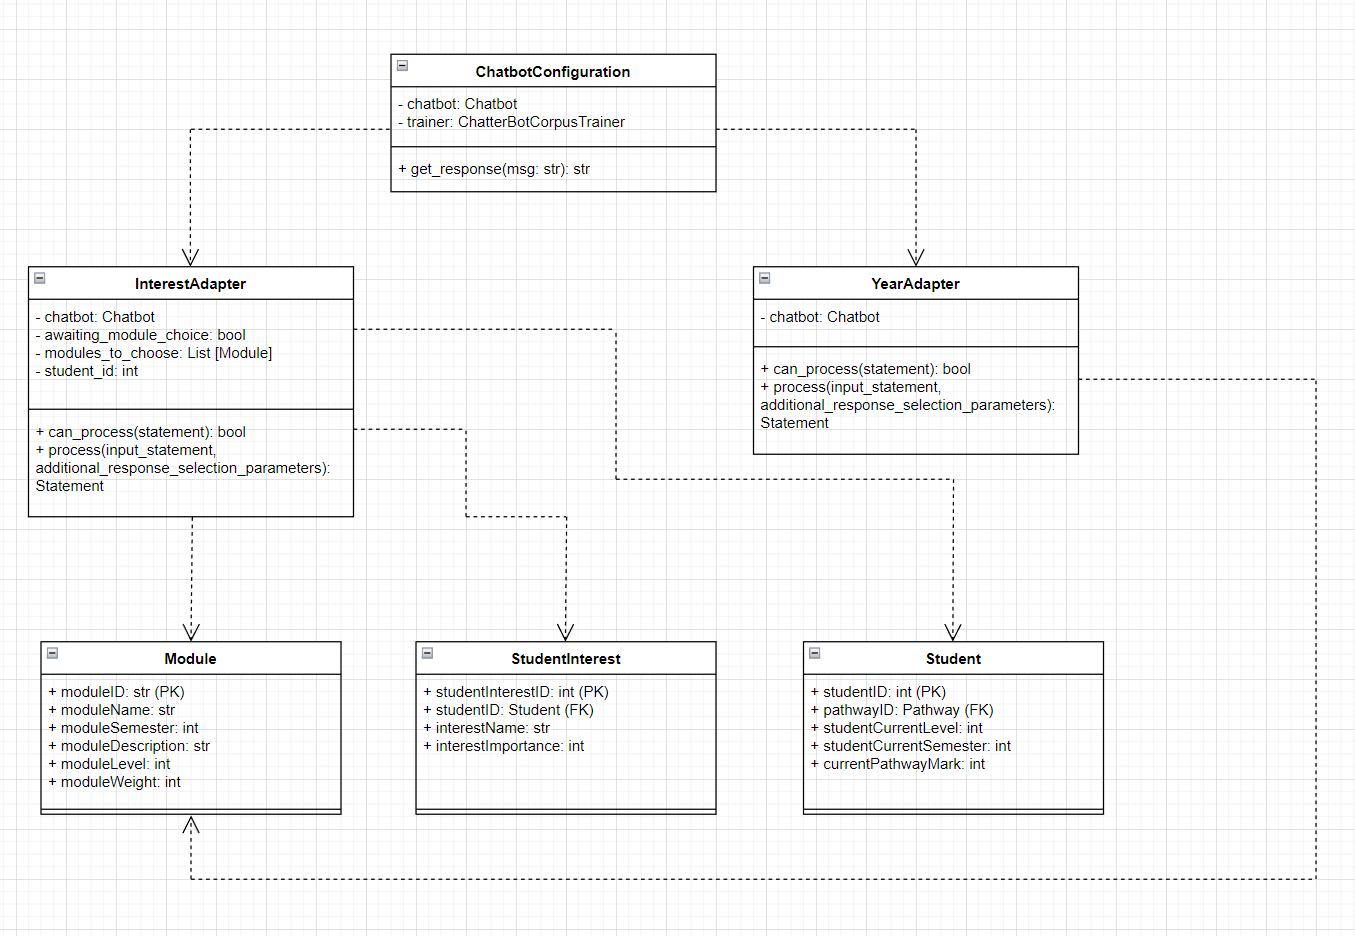 ChatbotConfiguration
- chatbot: Chatbot
- trainer: ChatterBotCorpusTrainer
+ get_response(msg: str): str
InterestAdapter
- chatbot: Chatbot
- awaiting_module_choice: bool
- modules_to_choose: List [Module]
- student_id: int
+ can_process(statement): bool
+ process(input_statement,
additional_response_selection_parameters):
Statement
YearAdapter
- chatbot: Chatbot
+ can_process(statement): bool
+ process(input_statement,
additional_response_selection_parameters):
Statement
Module
+ moduleID: str (PK)
+ moduleName: str
+ moduleSemester: int
+ moduleDescription: str
+ moduleLevel: int
+ moduleWeight: int
StudentInterest
+ studentInterestID: int (PK)
+ studentID: Student (FK)
+ interestName: str
+ interestImportance: int
Student
+ studentID: int (PK)
+ pathwayID: Pathway (FK)
+ studentCurrentLevel: int
+ studentCurrentSemester: int
+ currentPathwayMark: int